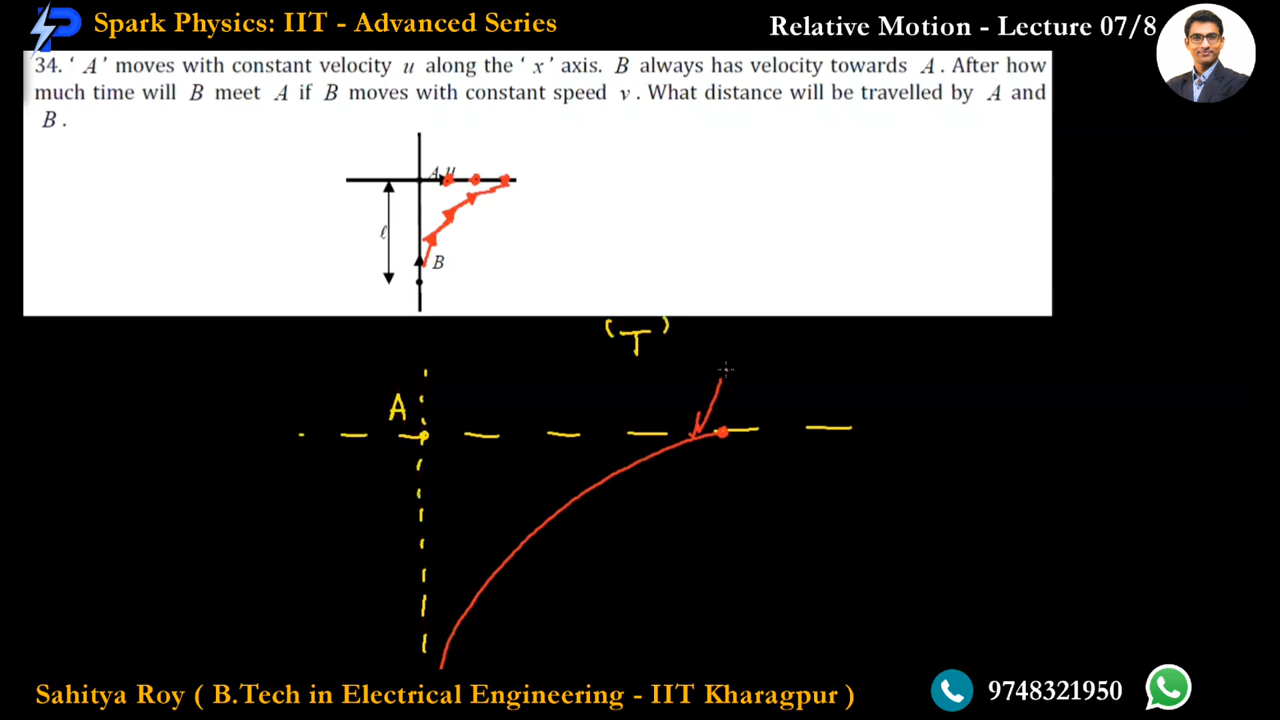 Spark Physics: IIT - Advanced Series
Relative Motion - Lecture 07/8
34. ‘ A’ moves with constant velocity u along the ‘ x’ axis. B always has velocity towards A. After how
much time will B meet A if B moves with constant speed v. What distance will be travelled by A and
B.
A u
ℓ
B
(T)
A
Sahitya Roy ( B.Tech in Electrical Engineering - IIT Kharagpur )
9748321950